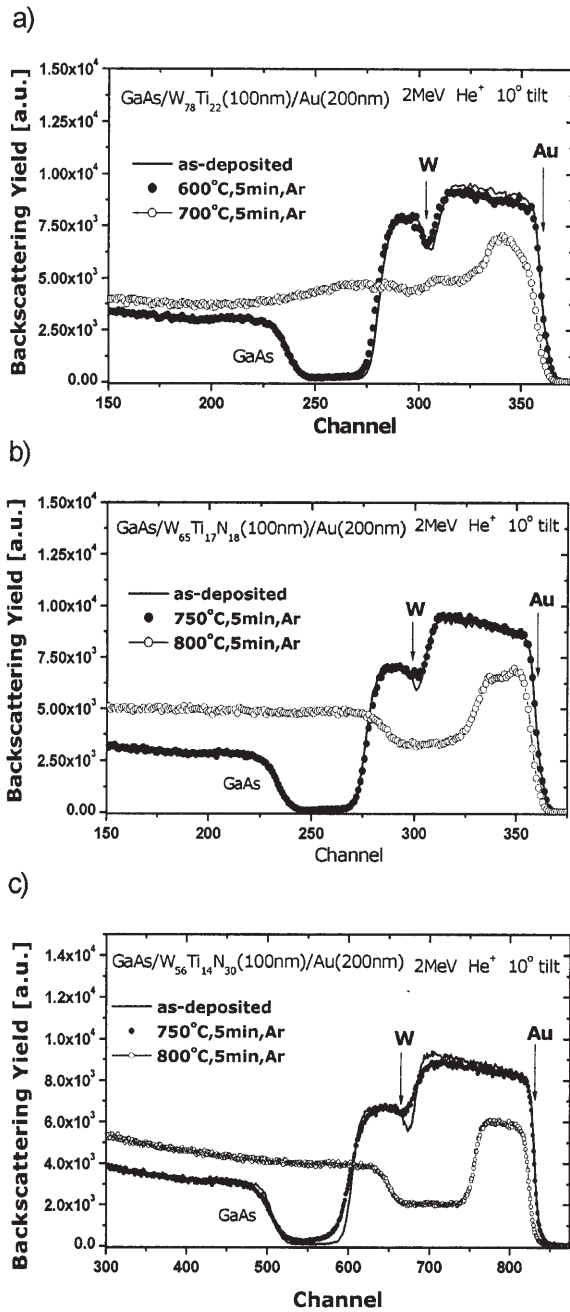 a)
GaAs/W₇₈Ti₂₂(100nm)/Au(200nm) 2MeV He⁺ 10° tilt
as-deposited
600°C,5min,Ar
700°C,5min,Ar
W
Au
GaAs
Backscattering Yield [a.u.]
1.50x10⁴
1.25x10⁴
1.00x10⁴
7.50x10³
5.00x10³
2.50x10³
0.00
150 200 250 300 350
Channel
b)
GaAs/W₆₅Ti₁₇N₁₈(100nm)/Au(200nm) 2MeV He⁺ 10° tilt
as-deposited
750°C,5min,Ar
800°C,5min,Ar
W
Au
GaAs
Backscattering Yield [a.u.]
1.50x10⁴
1.25x10⁴
1.00x10⁴
7.50x10³
5.00x10³
2.50x10³
0.00
150 200 250 300 350
Channel
c)
GaAs/W₅₆Ti₁₄N₃₀(100nm)/Au(200nm) 2MeV He⁺ 10° tilt
as-deposited
750°C,5min,Ar
800°C,5min,Ar
W
Au
GaAs
Backscattering Yield [a.u.]
1.4x10⁴
1.2x10⁴
1.0x10⁴
8.0x10³
6.0x10³
4.0x10³
2.0x10³
0.0
300 400 500 600 700 800
Channel